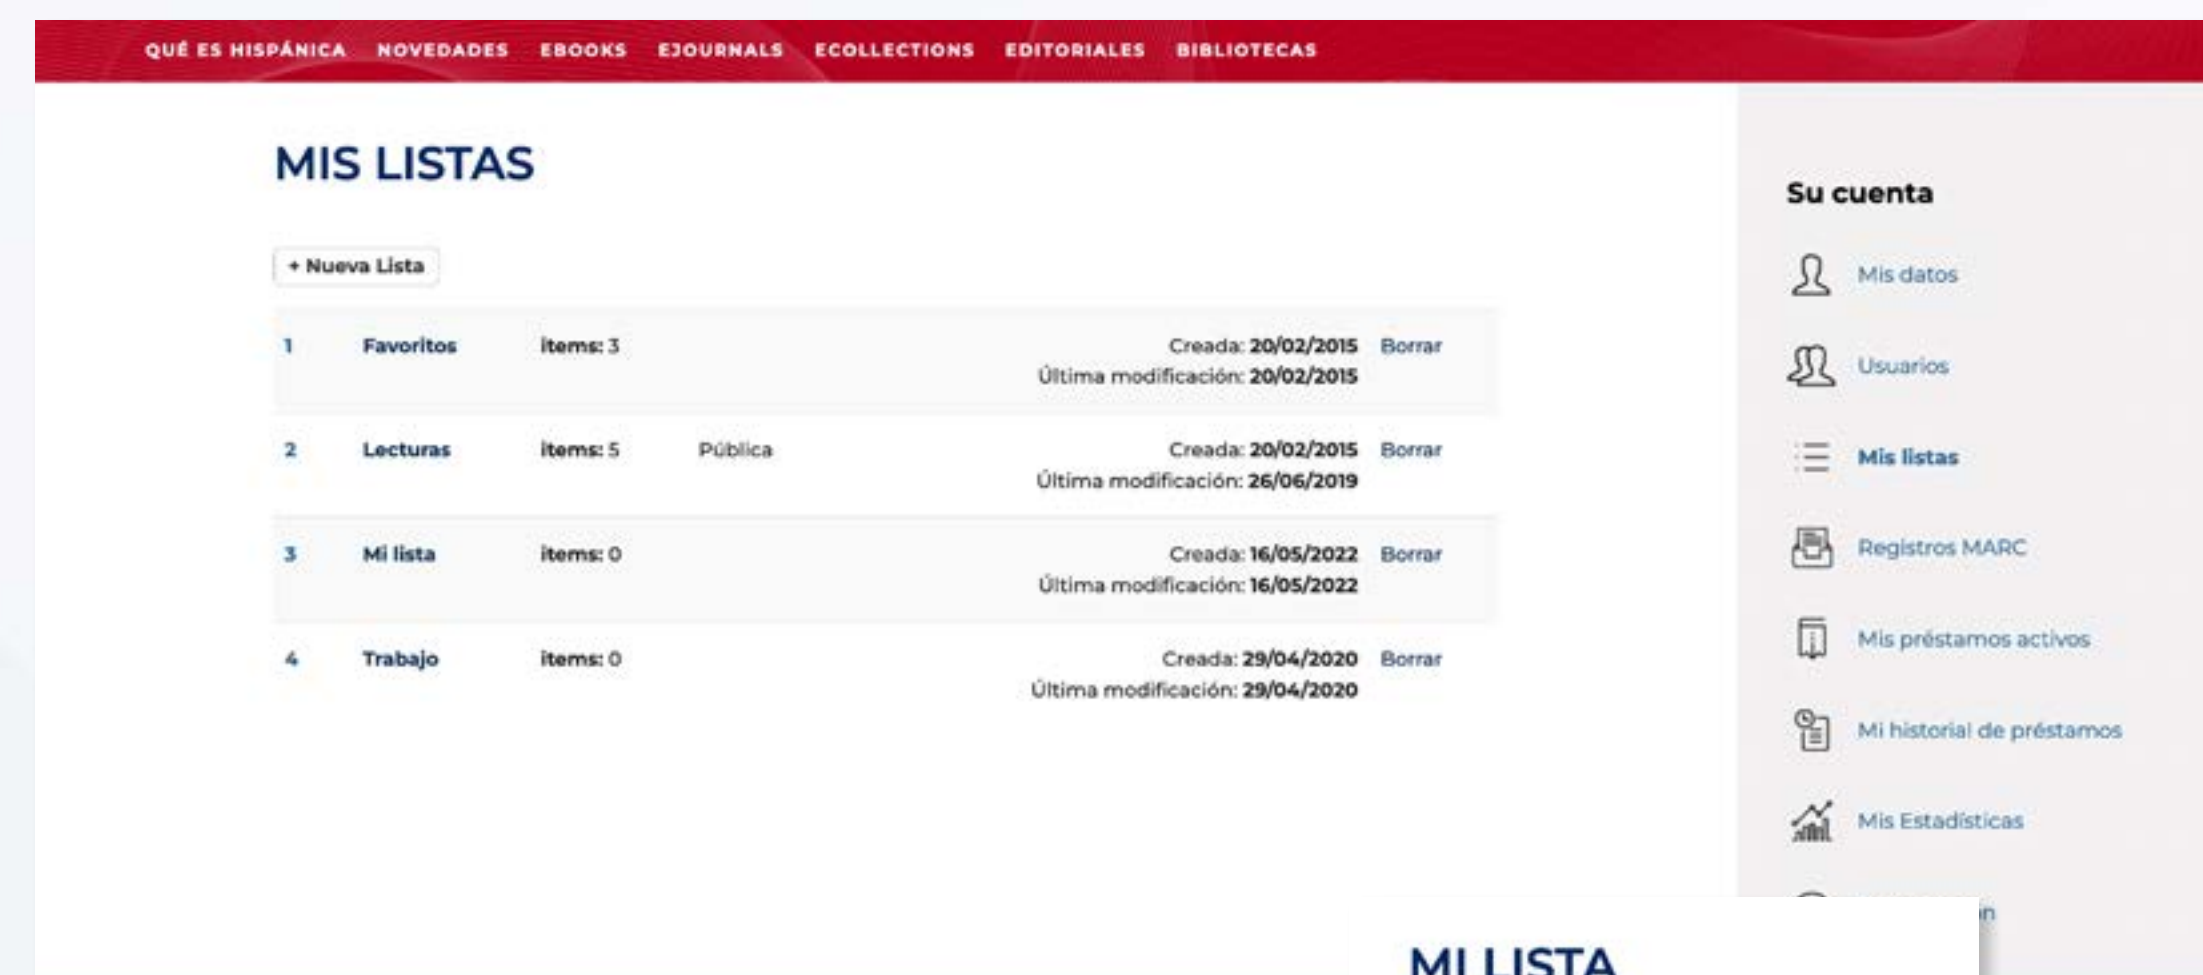 QUÉ ES HISPÁNICA NOVEDADES EBOOKS EJOURNALS ECOLLECTIONS EDITORIALES BIBLIOTECAS
MIS LISTAS
+ Nueva Lista
1 Favoritos items: 3 Creada: 20/02/2015 Borrar
Última modificación: 20/02/2015
2 Lecturas items: 5 Pública Creada: 20/02/2015 Borrar
Última modificación: 26/06/2019
3 Mi lista items: 0 Creada: 16/05/2022 Borrar
Última modificación: 16/05/2022
4 Trabajo items: 0 Creada: 29/04/2020 Borrar
Última modificación: 29/04/2020
Su cuenta
Mis datos
Usuarios
Mis listas
Registros MARC
Mis préstamos activos
Mi historial de préstamos
Mis Estadísticas
MI LISTA